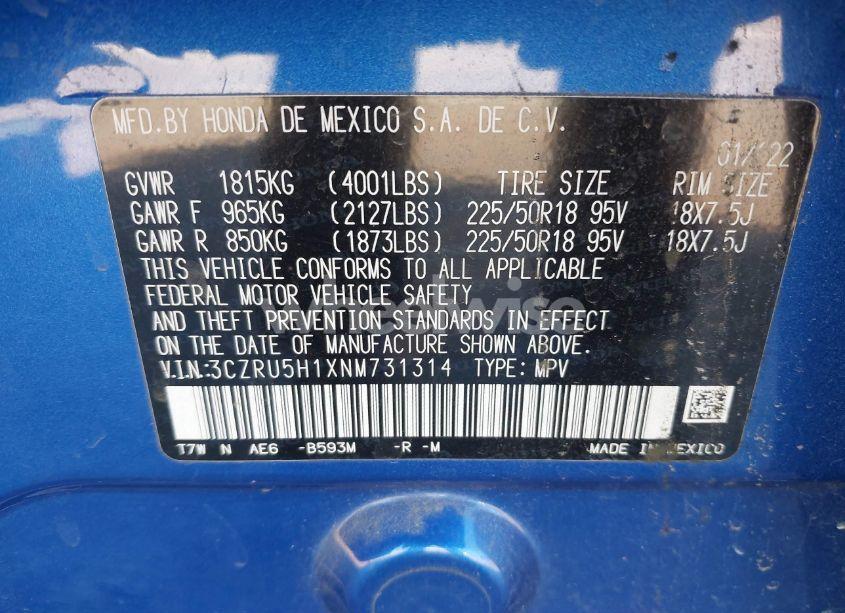 MFD.BY HONDA DE MEXICO S.A. DE C.V.
01/22
GVWR 1815KG (4001LBS) TIRE SIZE RIM SIZE
GAWR F 965KG (2127LBS) 225/50R18 95V 18X7.5J
GAWR R 850KG (1873LBS) 225/50R18 95V 18X7.5J
THIS VEHICLE CONFORMS TO ALL APPLICABLE
FEDERAL MOTOR VEHICLE SAFETY
AND THEFT PREVENTION STANDARDS IN EFFECT
ON THE DATE OF MANUFACTURE SHOWN ABOVE.
V.I.N:3CZRU5H1XNM731314 TYPE: MPV
T7W N AE6 -B593M -R -M MADE IN MEXICO